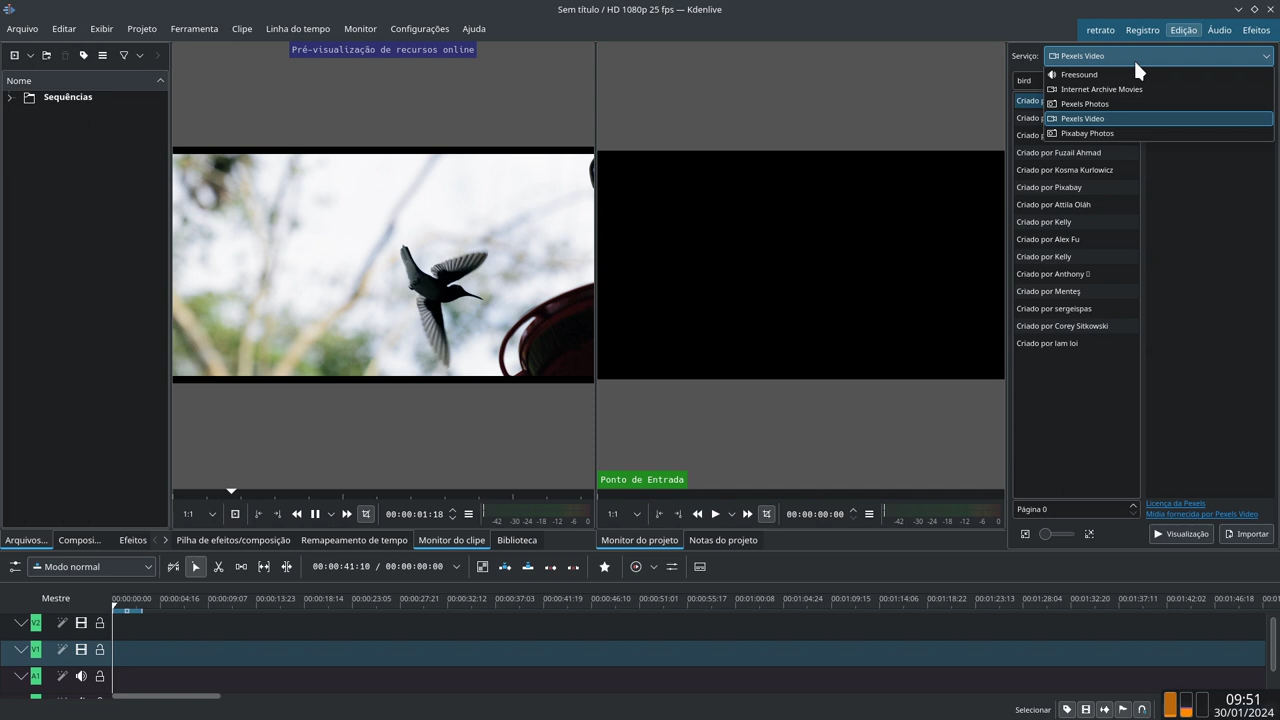 Sem título / HD 1080p 25 fps — Kdenlive
Arquivo Editar Exibir Projeto Ferramenta Clipe Linha do tempo Monitor Configurações Ajuda
retrato Registro Edição Áudio Efeitos
Pré-visualização de recursos online
Serviço: Pexels Video
Freesound
Internet Archive Movies
Pexels Photos
Pexels Video
Pixabay Photos
bird
Nome
Sequências
Criado p
Criado p
Criado p
Criado por Fuzail Ahmad
Criado por Kosma Kurlowicz
Criado por Pixabay
Criado por Attila Oláh
Criado por Kelly
Criado por Alex Fu
Criado por Kelly
Criado por Anthony
Criado por Menteş
Criado por sergeispas
Criado por Corey Sitkowski
Criado por Iam loi
Ponto de Entrada
Licença da Pexels
Mídia fornecida por Pexels Video
Página 0
1:1 00:00:01:18 -42 -30 -24 -18 -12 -6 0
1:1 00:00:00:00 -42 -30 -24 -18 -12 -6 0
Visualização Importar
Arquivos... Composi... Efeitos Pilha de efeitos/composição Remapeamento de tempo Monitor do clipe Biblioteca Monitor do projeto Notas do projeto
Modo normal 00:00:41:10 / 00:00:00:00
Mestre 00:00:00:00 00:00:04:16 00:00:09:07 00:00:13:23 00:00:18:14 00:00:23:05 00:00:27:21 00:00:32:12 00:00:37:03 00:00:41:19 00:00:46:10 00:00:51:01 00:00:55:17 00:01:00:08 00:01:04:24 00:01:09:15 00:01:14:06 00:01:18:22 00:01:23:13 00:01:28:04 00:01:32:20 00:01:37:11 00:01:42:02 00:01:46:18 00:01
V2
V1
A1
Selecionar
09:51
30/01/2024